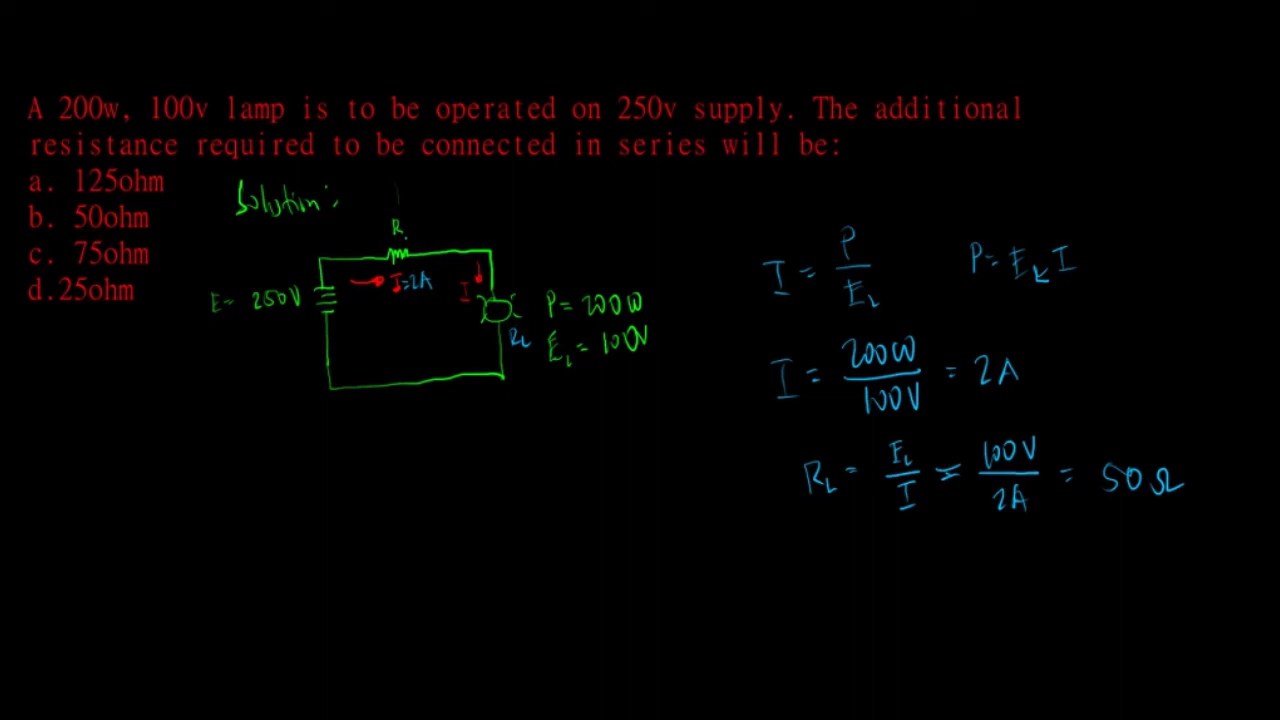 A 200w, 100v lamp is to be operated on 250v supply. The additional
resistance required to be connected in series will be:
a. 125ohm
b. 50ohm
c. 75ohm
d.25ohm
Solution:
R
E= 250V
I=2A
I
RL
P= 200W
EL= 100V
I = P/EL
P= ELI
I = 200W/100V = 2A
RL = EL/I = 100V/2A = 50Ω